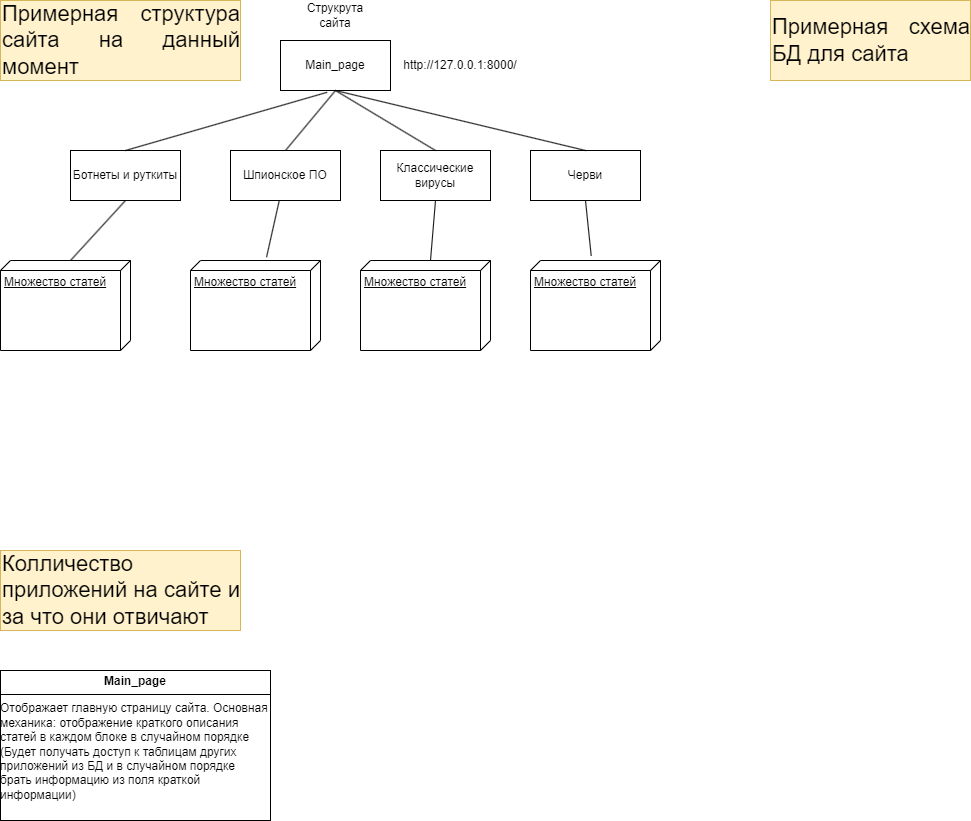 Примерная структура
сайта на данный
момент
Струкрута
сайта
Main_page
http://127.0.0.1:8000/
Примерная схема
БД для сайта
Ботнеты и руткиты
Шпионское ПО
Классические
вирусы
Черви
Множество статей
Множество статей
Множество статей
Множество статей
Колличество
приложений на сайте и
за что они отвичают
Main_page
Отображает главную страницу сайта. Основная
механика: отображение краткого описания
статей в каждом блоке в случайном порядке
(Будет получать доступ к таблицам других
приложений из БД и в случайном порядке
брать информацию из поля краткой
информации)